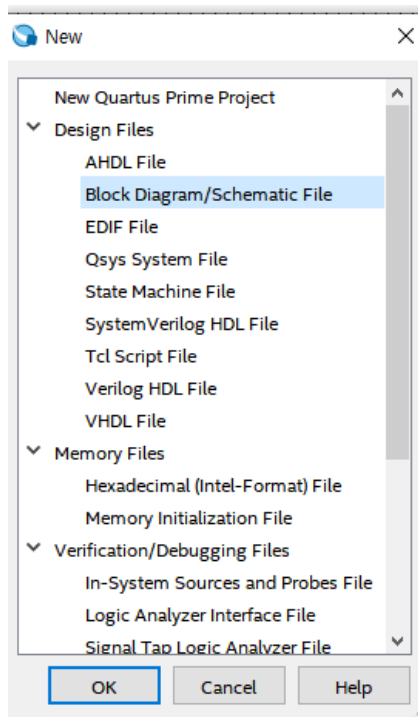 New
New Quartus Prime Project
Design Files
AHDL File
Block Diagram/Schematic File
EDIF File
Qsys System File
State Machine File
SystemVerilog HDL File
Tcl Script File
Verilog HDL File
VHDL File
Memory Files
Hexadecimal (Intel-Format) File
Memory Initialization File
Verification/Debugging Files
In-System Sources and Probes File
Logic Analyzer Interface File
Signal Tap Logic Analyzer File
OK Cancel Help